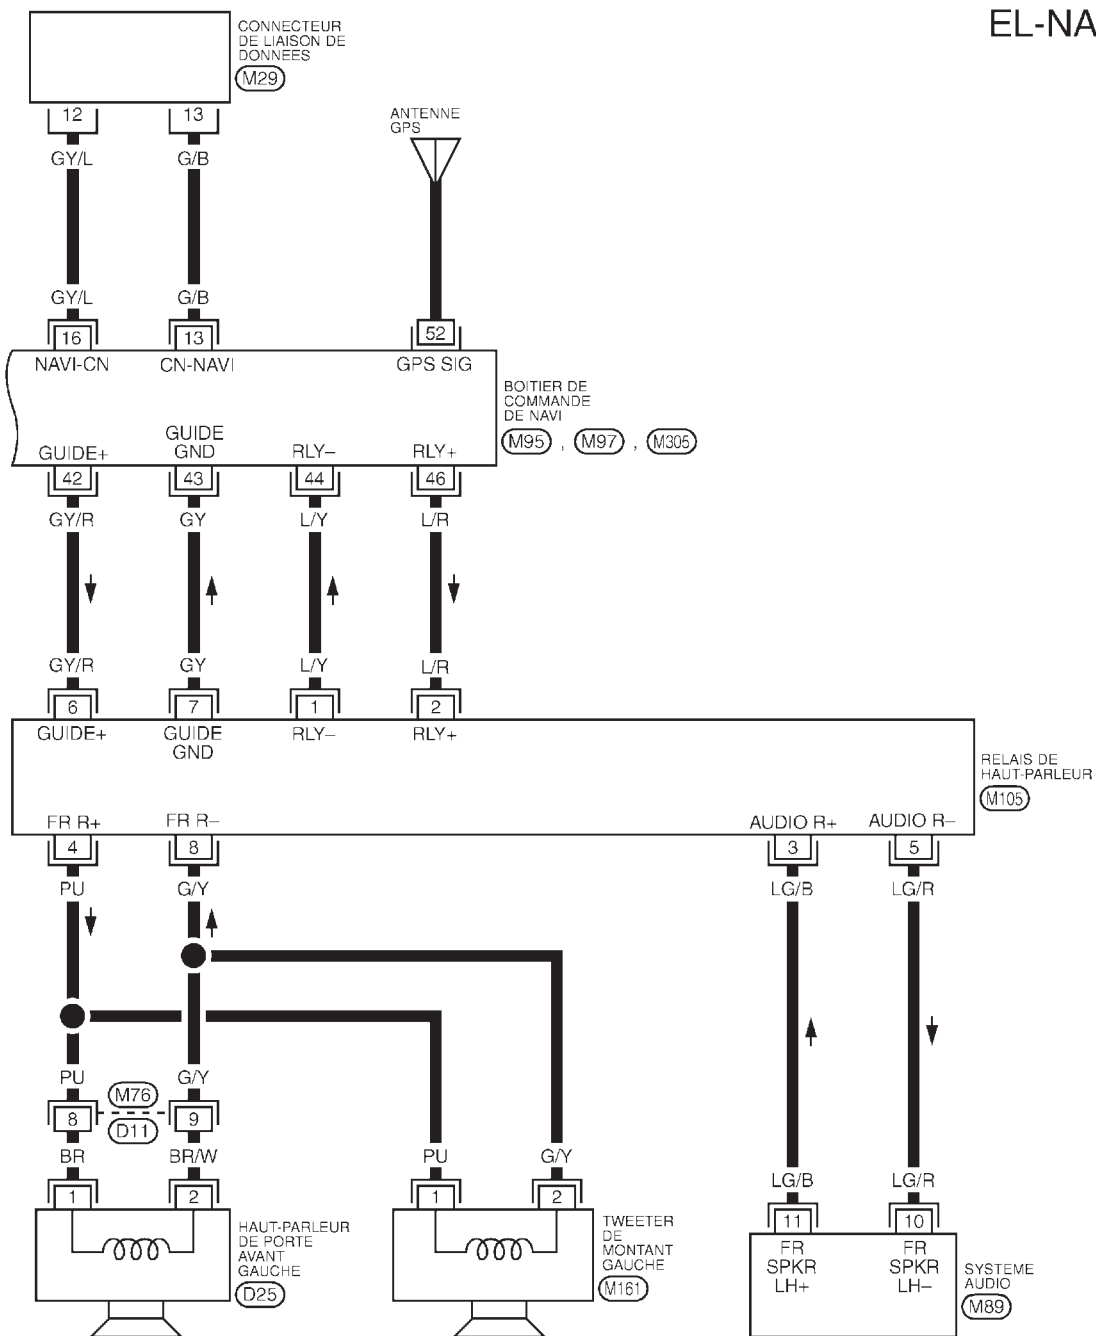 EL-NA
CONNECTEUR
DE LIAISON DE
DONNEES
M29
12 13
GY/L G/B
ANTENNE
GPS
GY/L G/B
16 13 52
NAVI-CN CN-NAVI GPS SIG
BOITIER DE
COMMANDE
DE NAVI
M95 , M97 , M305
GUIDE+ GUIDE
GND RLY– RLY+
42 43 44 46
GY/R GY L/Y L/R
GY/R GY L/Y L/R
6 7 1 2
GUIDE+ GUIDE
GND RLY– RLY+
RELAIS DE
HAUT-PARLEUR
M105
FR R+ FR R– AUDIO R+ AUDIO R–
4 8 3 5
PU G/Y LG/B LG/R
PU G/Y
M76
8 9
D11
BR BR/W PU G/Y LG/B LG/R
1 2 1 2 11 10
HAUT-PARLEUR
DE PORTE
AVANT
GAUCHE
D25
TWEETER
DE
MONTANT
GAUCHE
M161
FR
SPKR
LH+
FR
SPKR
LH–
SYSTEME
AUDIO
M89